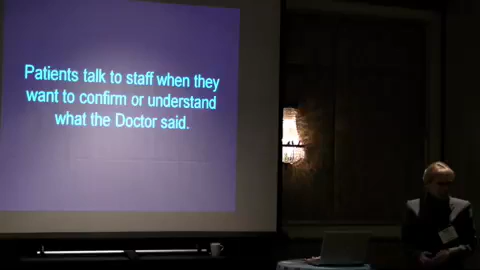 Patients talk to staff when they
want to confirm or understand
what the Doctor said.